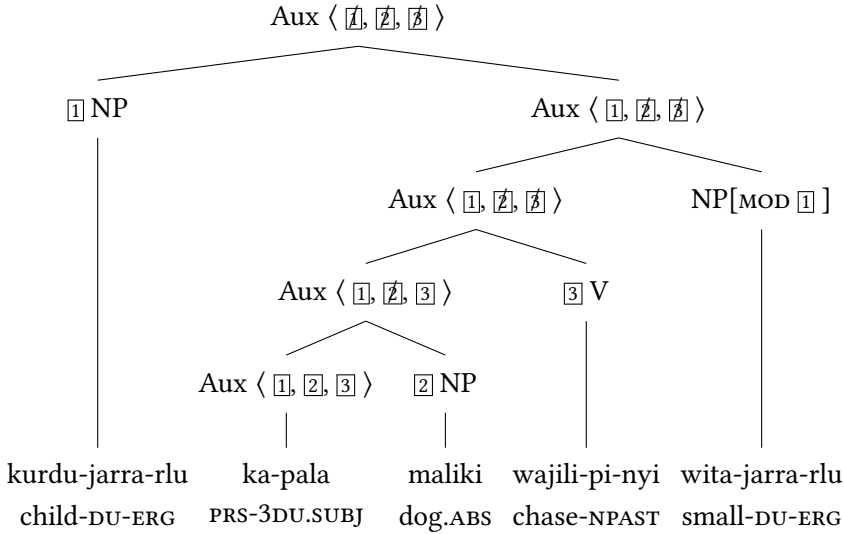 Aux ⟨ 1̸, 2̸, 3̸ ⟩
1 NP Aux ⟨ 1, 2̸, 3̸ ⟩
Aux ⟨ 1, 2̸, 3̸ ⟩ NP[MOD 1 ]
Aux ⟨ 1, 2̸, 3 ⟩ 3 V
Aux ⟨ 1, 2, 3 ⟩ 2 NP
kurdu-jarra-rlu ka-pala maliki wajili-pi-nyi wita-jarra-rlu
child-DU-ERG PRS-3DU.SUBJ dog.ABS chase-NPAST small-DU-ERG